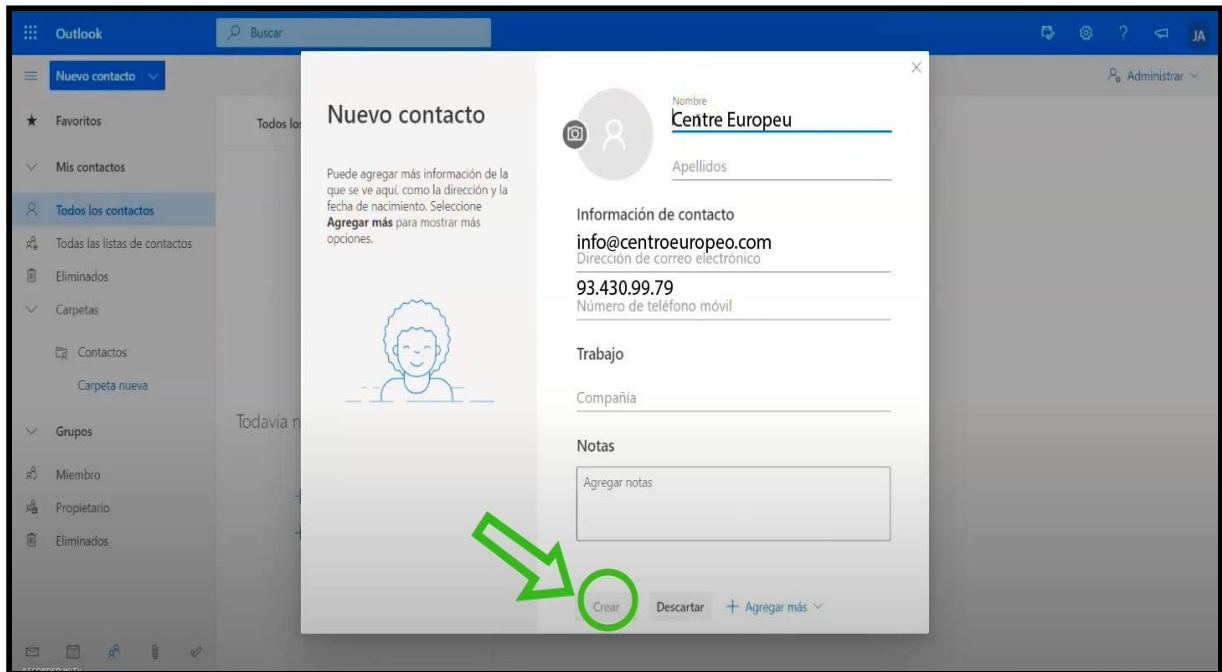 Outlook
Buscar
JA
Nuevo contacto
Administrar
Favoritos
Todos los
Mis contactos
Todos los contactos
Todas las listas de contactos
Eliminados
Carpetas
Contactos
Carpeta nueva
Grupos
Todavía n
Miembro
Propietario
Eliminados
Nuevo contacto
Puede agregar más información de la
que se ve aquí, como la dirección y la
fecha de nacimiento. Seleccione
Agregar más para mostrar más
opciones.
Nombre
Centre Europeu
Apellidos
Información de contacto
info@centroeuropeo.com
Dirección de correo electrónico
93.430.99.79
Número de teléfono móvil
Trabajo
Compañía
Notas
Agregar notas
Crear
Descartar
+ Agregar más
RECORDED WITH